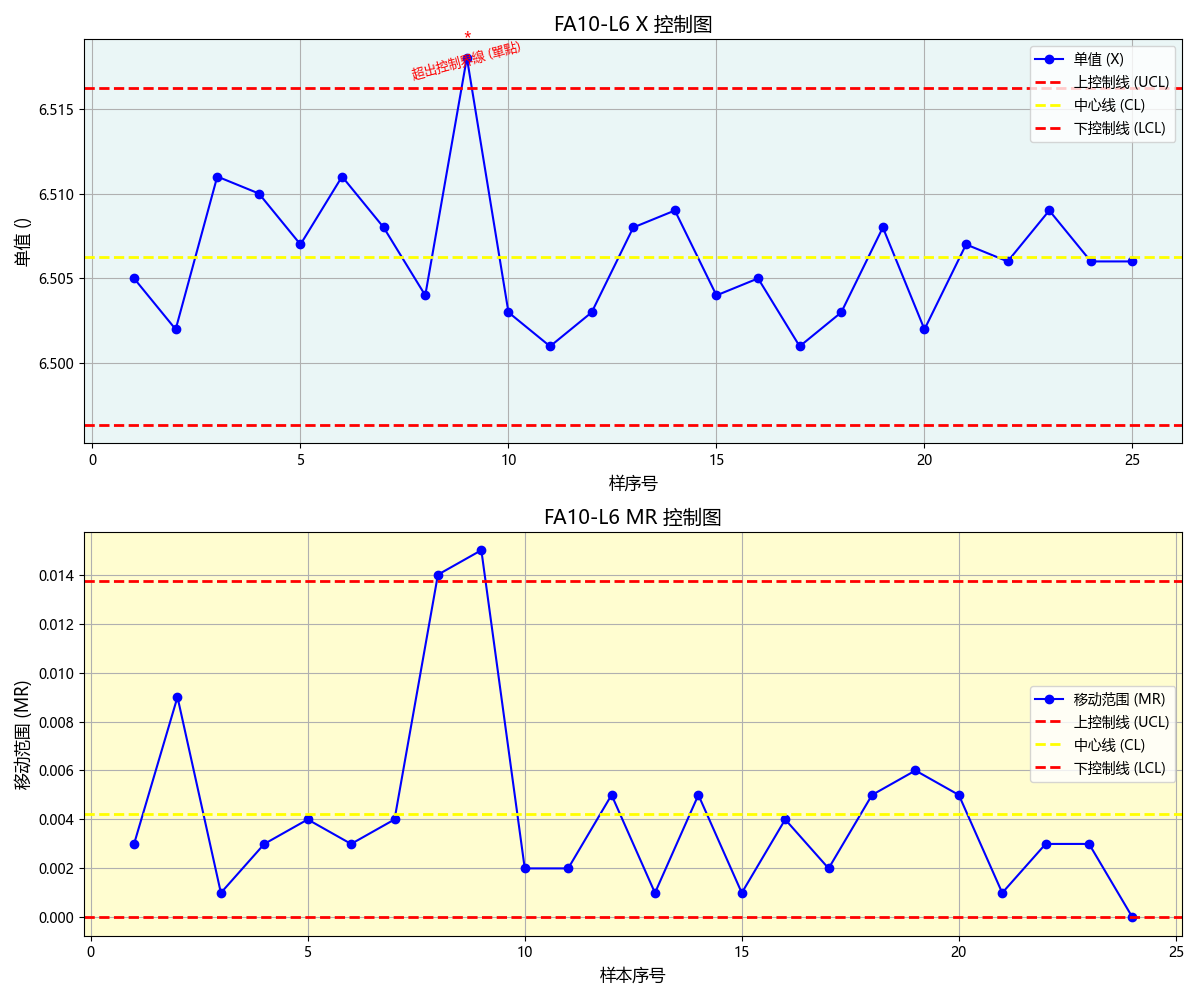 FA10-L6 X 控制图
*
超出控制界線 (單點)
单值 (X)
上控制线 (UCL)
中心线 (CL)
下控制线 (LCL)
单值 ()
6.515
6.510
6.505
6.500
0 5 10 15 20 25
样序号
FA10-L6 MR 控制图
移动范围 (MR)
0.014
0.012
0.010
0.008
0.006
0.004
0.002
0.000
移动范围 (MR)
上控制线 (UCL)
中心线 (CL)
下控制线 (LCL)
0 5 10 15 20 25
样本序号